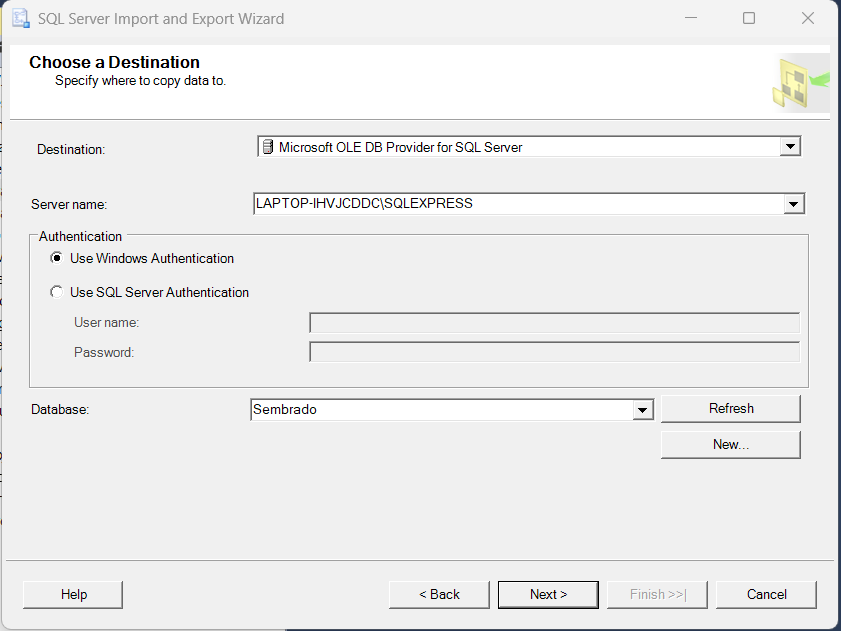 SQL Server Import and Export Wizard
Choose a Destination
Specify where to copy data to.
Destination: Microsoft OLE DB Provider for SQL Server
Server name: LAPTOP-IHVJCDDC\SQLEXPRESS
Authentication
Use Windows Authentication
Use SQL Server Authentication
User name:
Password:
Database: Sembrado Refresh
New...
Help < Back Next > Finish >>| Cancel